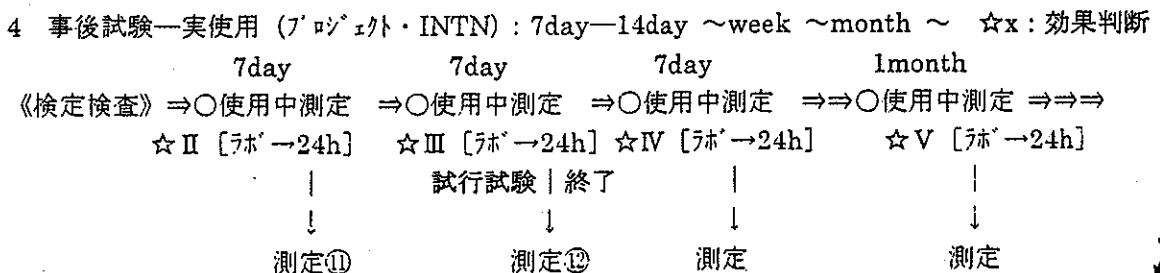 4 事後試験―実使用 (ﾌﾟﾛｼﾞｪｸﾄ・INTN) : 7day―14day ～week ～month ～ ☆x : 効果判断
7day 7day 7day 1month
《検定検査》⇒○使用中測定 ⇒○使用中測定 ⇒○使用中測定 ⇒⇒○使用中測定 ⇒⇒⇒
☆Ⅱ [ﾗﾎﾞ→24h] ☆Ⅲ [ﾗﾎﾞ→24h] ☆Ⅳ [ﾗﾎﾞ→24h] ☆Ⅴ [ﾗﾎﾞ→24h]
| 試行試験 | 終了 | |
↓ ↓ ↓ ↓
測定⑪ 測定⑫ 測定 測定